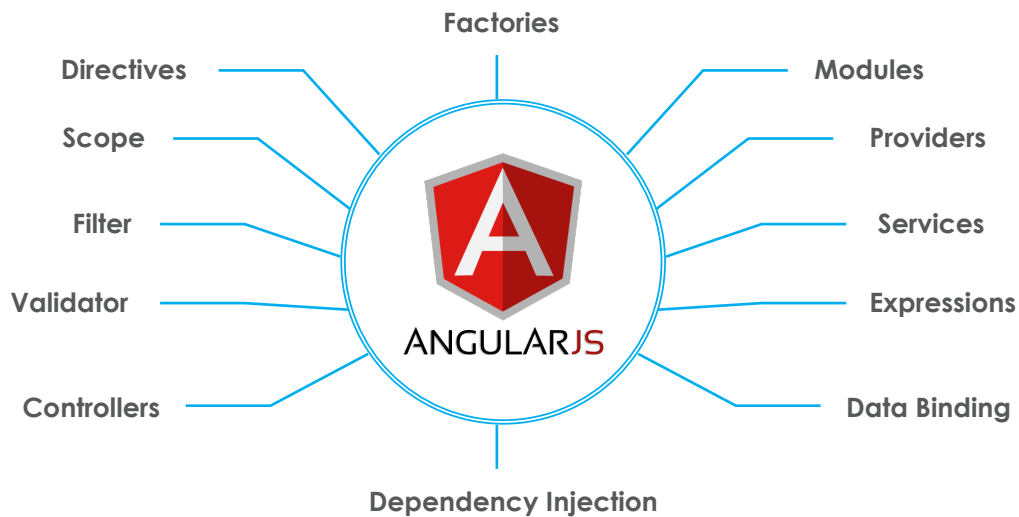 Factories
Directives
Modules
Scope
Providers
Filter
Services
Validator
Expressions
ANGULARJS
Controllers
Data Binding
Dependency Injection